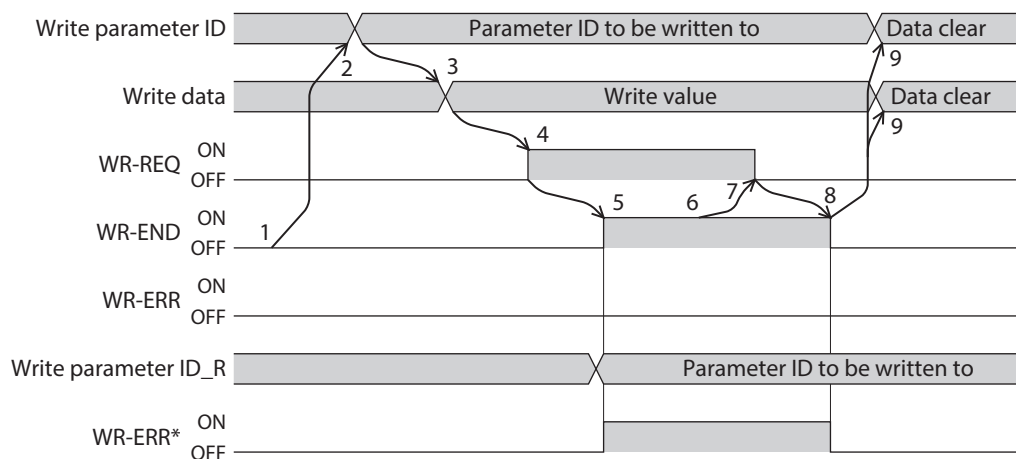 Write parameter ID Parameter ID to be written to Data clear
2 3 9
Write data Write value Data clear
4 9
WR-REQ ON OFF
5 6 7 8
WR-END ON OFF
1
WR-ERR ON OFF
Write parameter ID_R Parameter ID to be written to
WR-ERR* ON OFF